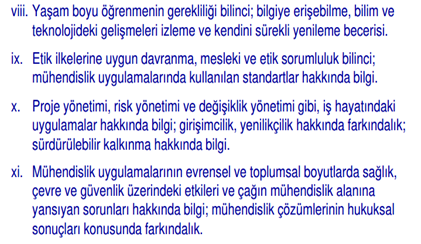 viii. Yaşam boyu öğrenmenin gerekliliği bilinci; bilgiye erişebilme, bilim ve
teknolojideki gelişmeleri izleme ve kendini sürekli yenileme becerisi.
ix. Etik ilkelerine uygun davranma, mesleki ve etik sorumluluk bilinci;
mühendislik uygulamalarında kullanılan standartlar hakkında bilgi.
x. Proje yönetimi, risk yönetimi ve değişiklik yönetimi gibi, iş hayatındaki
uygulamalar hakkında bilgi; girişimcilik, yenilikçilik hakkında farkındalık;
sürdürülebilir kalkınma hakkında bilgi.
xi. Mühendislik uygulamalarının evrensel ve toplumsal boyutlarda sağlık,
çevre ve güvenlik üzerindeki etkileri ve çağın mühendislik alanına
yansıyan sorunları hakkında bilgi; mühendislik çözümlerinin hukuksal
sonuçları konusunda farkındalık.